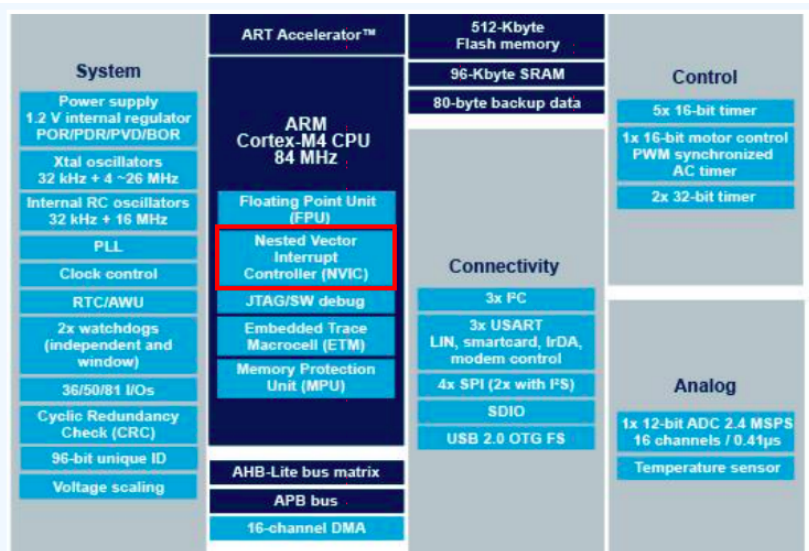 System
Power supply
1.2 V internal regulator
POR/PDR/PVD/BOR
Xtal oscillators
32 kHz + 4 ~26 MHz
Internal RC oscillators
32 kHz + 16 MHz
PLL
Clock control
RTC/AWU
2x watchdogs
(independent and
window)
36/50/81 I/Os
Cyclic Redundancy
Check (CRC)
96-bit unique ID
Voltage scaling
ART Accelerator™
ARM
Cortex-M4 CPU
84 MHz
Floating Point Unit
(FPU)
Nested Vector
Interrupt
Controller (NVIC)
JTAG/SW debug
Embedded Trace
Macrocell (ETM)
Memory Protection
Unit (MPU)
AHB-Lite bus matrix
APB bus
16-channel DMA
512-Kbyte
Flash memory
96-Kbyte SRAM
80-byte backup data
Connectivity
3x I²C
3x USART
LIN, smartcard, IrDA,
modem control
4x SPI (2x with I²S)
SDIO
USB 2.0 OTG FS
Control
5x 16-bit timer
1x 16-bit motor control
PWM synchronized
AC timer
2x 32-bit timer
Analog
1x 12-bit ADC 2.4 MSPS
16 channels / 0.41µs
Temperature sensor